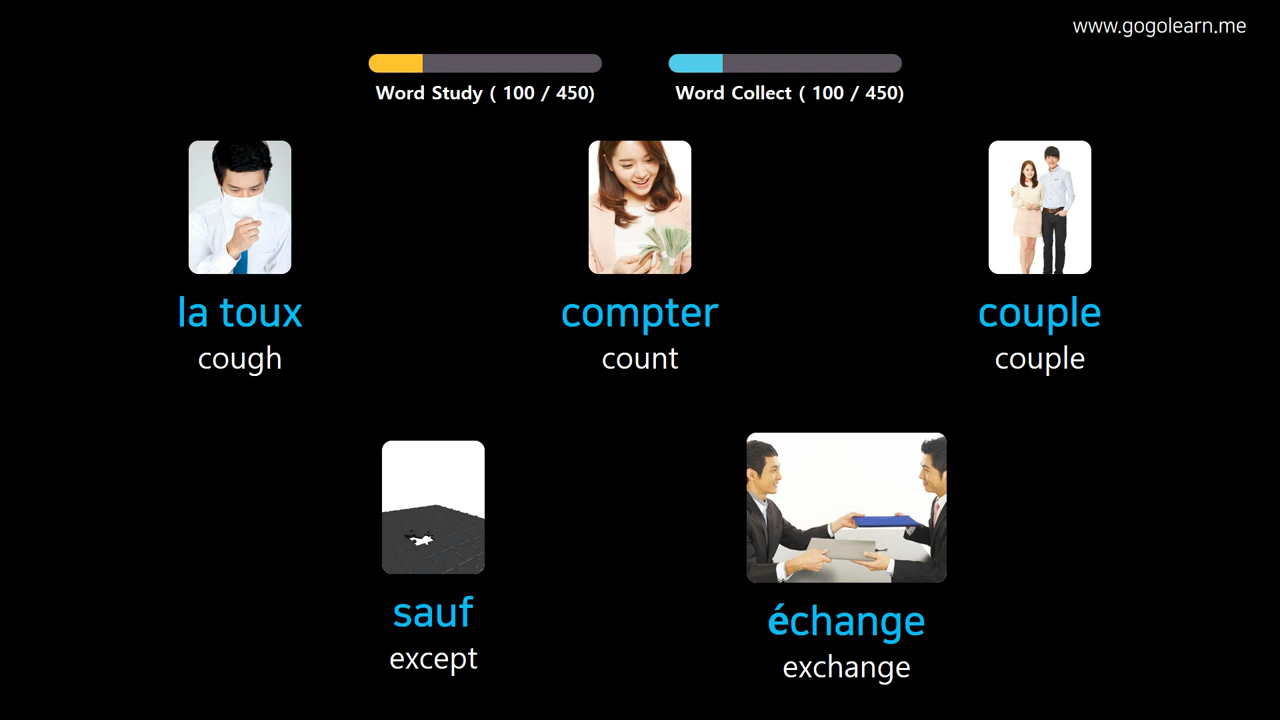 www.gogolearn.me
Word Study ( 100 / 450)
Word Collect ( 100 / 450)
la toux
cough
compter
count
couple
couple
sauf
except
échange
exchange